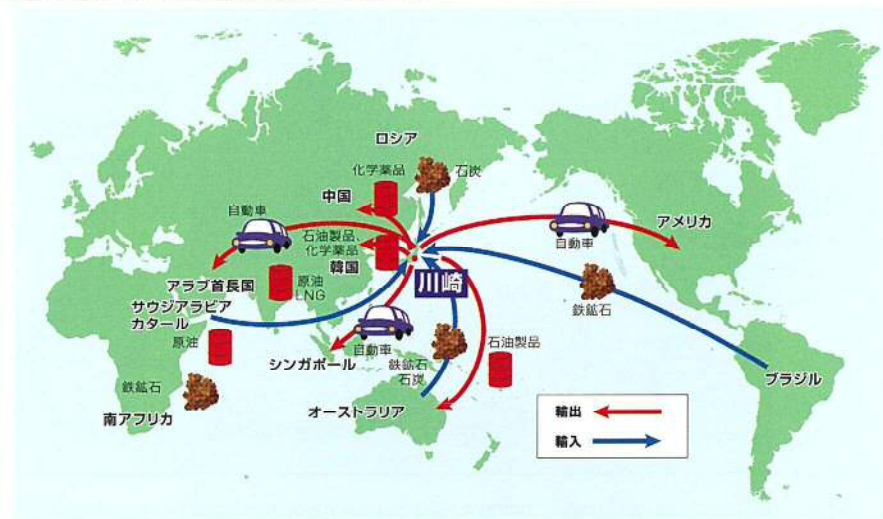 ロシア
化学薬品
石炭
中国
自動車
アメリカ
石油製品、
化学薬品
韓国
自動車
アラブ首長国
原油
LNG
川崎
サウジアラビア
カタール
鉄鉱石
原油
シンガポール
自動車
鉄鉱石
石炭
石油製品
ブラジル
鉄鉱石
南アフリカ
オーストラリア
輸出
輸入